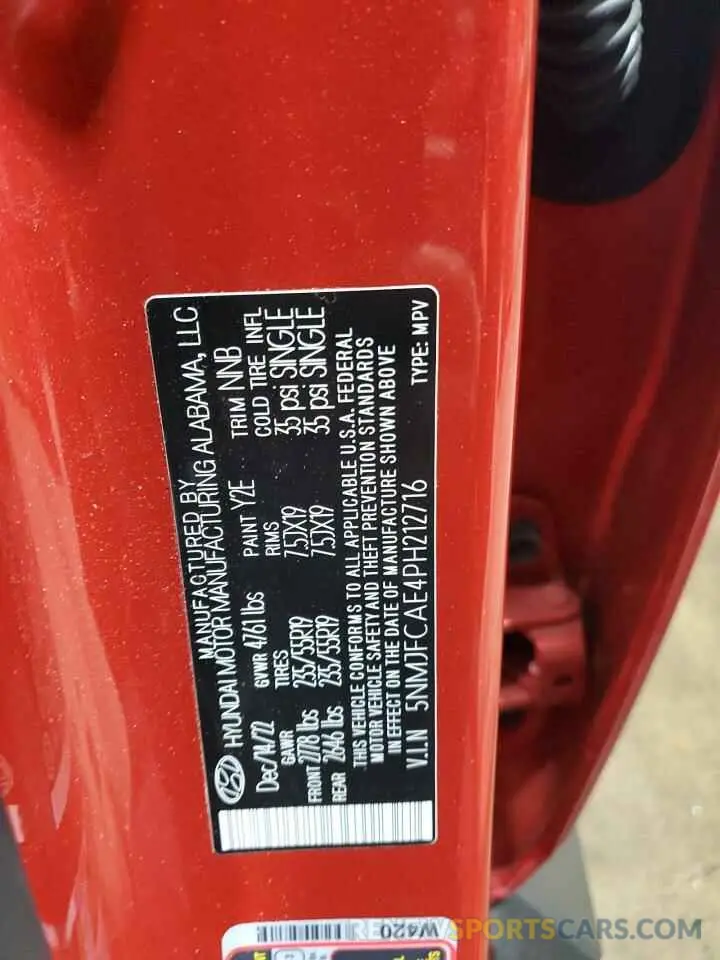 MANUFACTURED BY
HYUNDAI MOTOR MANUFACTURING ALABAMA, LLC
Dec/14/22 GVWR 4761 lbs PAINT Y2E TRIM NNB
GAWR TIRES RIMS COLD TIRE INFL
FRONT 2778 lbs 235/55R19 7.5JX19 35 psi SINGLE
REAR 2646 lbs 235/55R19 7.5JX19 35 psi SINGLE
THIS VEHICLE CONFORMS TO ALL APPLICABLE U.S.A. FEDERAL
MOTOR VEHICLE SAFETY AND THEFT PREVENTION STANDARDS
IN EFFECT ON THE DATE OF MANUFACTURE SHOWN ABOVE
V.I.N 5NMJFCAE4PH212716 TYPE: MPV
W420
REVIEWSPORTSCARS.COM